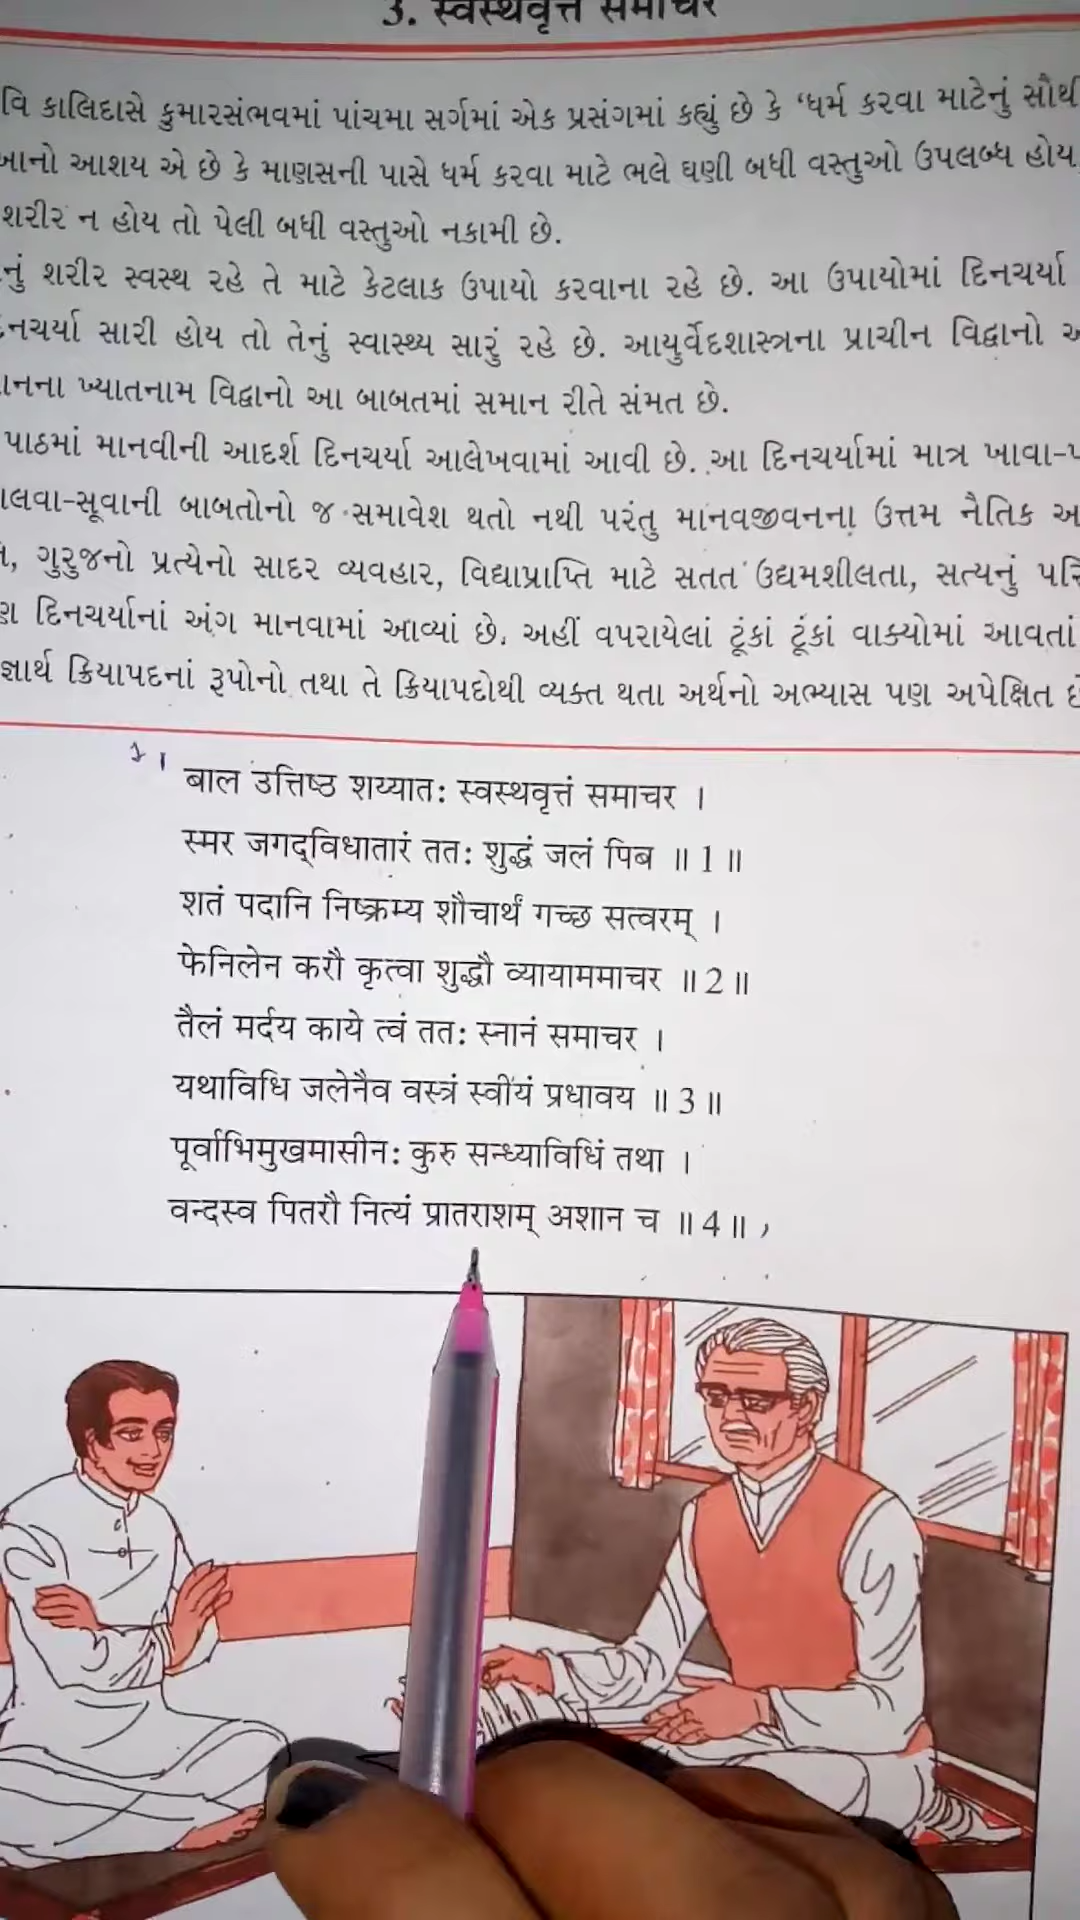 3. स्वस्थवृत्तं समाचर
વિ કાલિદાસે કુમારસંભવમાં પાંચમા સર્ગમાં એક પ્રસંગમાં કહ્યું છે કે ‘ધર્મ કરવા માટેનું સૌથી
આનો આશય એ છે કે માણસની પાસે ધર્મ કરવા માટે ભલે ઘણી બધી વસ્તુઓ ઉપલબ્ધ હોય
શરીર ન હોય તો પેલી બધી વસ્તુઓ નકામી છે.
નું શરીર સ્વસ્થ રહે તે માટે કેટલાક ઉપાયો કરવાના રહે છે. આ ઉપાયોમાં દિનચર્યા
નચર્યા સારી હોય તો તેનું સ્વાસ્થ્ય સારું રહે છે. આયુર્વેદશાસ્ત્રના પ્રાચીન વિદ્વાનો અ
ાનના ખ્યાતનામ વિદ્વાનો આ બાબતમાં સમાન રીતે સંમત છે.
પાઠમાં માનવીની આદર્શ દિનચર્યા આલેખવામાં આવી છે. આ દિનચર્યામાં માત્ર ખાવા-પ
ાલવા-સૂવાની બાબતોનો જ સમાવેશ થતો નથી પરંતુ માનવજીવનના ઉત્તમ નૈતિક આ
, ગુરુજનો પ્રત્યેનો સાદર વ્યવહાર, વિદ્યાપ્રાપ્તિ માટે સતત ઉદ્યમશીલતા, સત્યનું
ણ દિનચર્યાનાં અંગ માનવામાં આવ્યાં છે. અહીં વપરાયેલાં ટૂંકાં ટૂંકાં વાક્યોમાં આવતાં
જ્ઞાર્થ ક્રિયાપદનાં રૂપોનો તથા તે ક્રિયાપદોથી વ્યક્ત થતા અર્થનો અભ્યાસ પણ અપેક્ષિત છે
बाल उत्तिष्ठ शय्यातः स्वस्थवृत्तं समाचर ।
स्मर जगद्विधातारं ततः शुद्धं जलं पिब ॥ 1 ॥
शतं पदानि निष्क्रम्य शौचार्थं गच्छ सत्वरम् ।
फेनिलेन करौ कृत्वा शुद्धौ व्यायाममाचर ॥ 2 ॥
तैलं मर्दय काये त्वं ततः स्नानं समाचर ।
यथाविधि जलेनैव वस्त्रं स्वीयं प्रधावय ॥ 3 ॥
पूर्वाभिमुखमासीनः कुरु सन्ध्याविधिं तथा ।
वन्दस्व पितरौ नित्यं प्रातराशम् अशान च ॥ 4 ॥